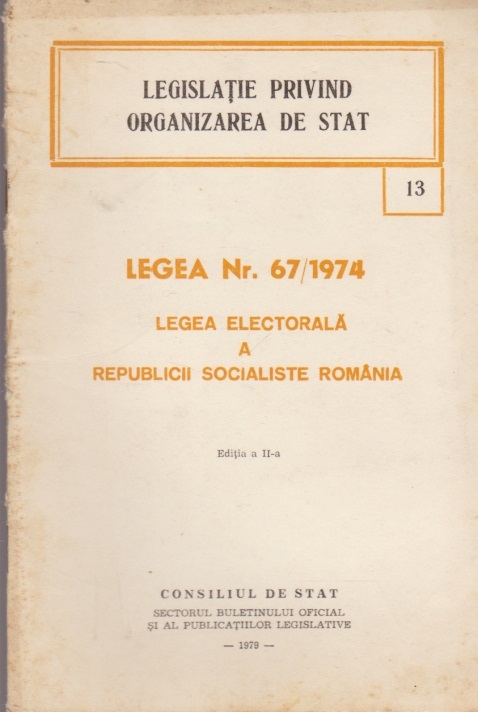 LEGISLAȚIE PRIVIND
ORGANIZAREA DE STAT
13
LEGEA Nr. 67/1974
LEGEA ELECTORALĂ
A
REPUBLICII SOCIALISTE ROMÂNIA
Ediția a II-a
CONSILIUL DE STAT
SECTORUL BULETINULUI OFICIAL
ȘI AL PUBLICAȚIILOR LEGISLATIVE
— 1979 —